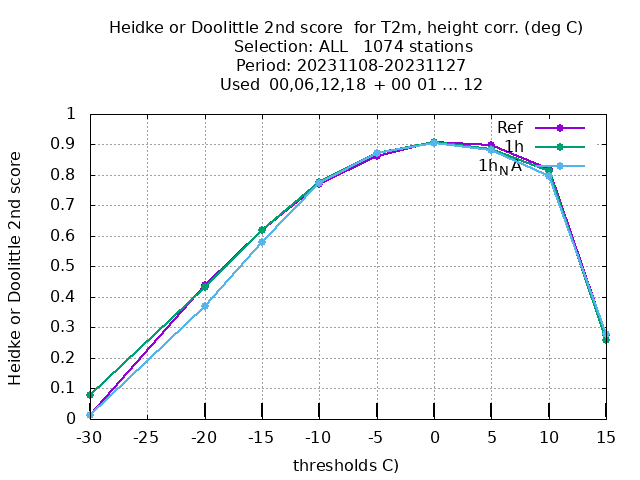 Heidke or Doolittle 2nd score  for T2m, height corr. (deg C)
Selection: ALL   1074 stations
Period: 20231108-20231127
Used  00,06,12,18  + 00 01 ... 12
Heidke or Doolittle 2nd score
1
0.9
0.8
0.7
0.6
0.5
0.4
0.3
0.2
0.1
0
Ref
1h
1h_NA
-30 -25 -20 -15 -10 -5 0 5 10 15
thresholds C)